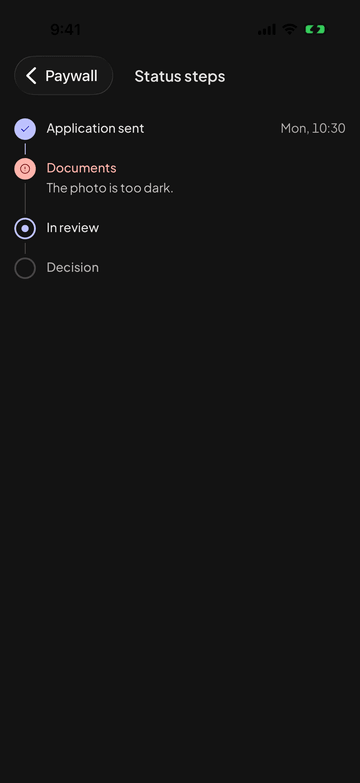 9:41
Paywall
Status steps
Application sent
Mon, 10:30
Documents
The photo is too dark.
In review
Decision